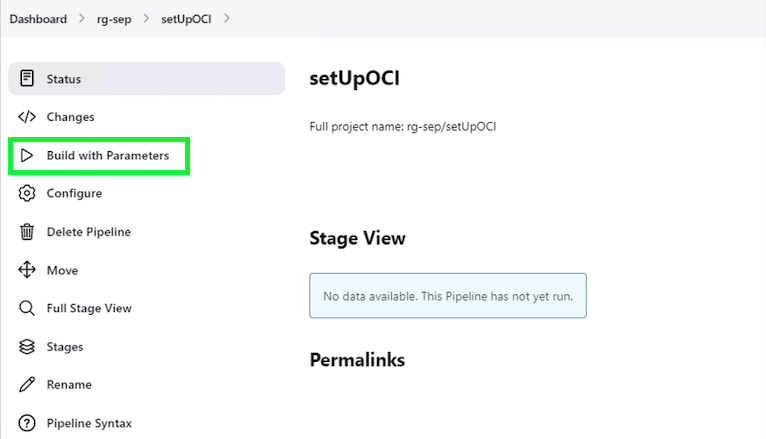 Dashboard > rg-sep > setUpOCI >
Status
Changes
Build with Parameters
Configure
Delete Pipeline
Move
Full Stage View
Stages
Rename
Pipeline Syntax
setUpOCI
Full project name: rg-sep/setUpOCI
Stage View
No data available. This Pipeline has not yet run.
Permalinks